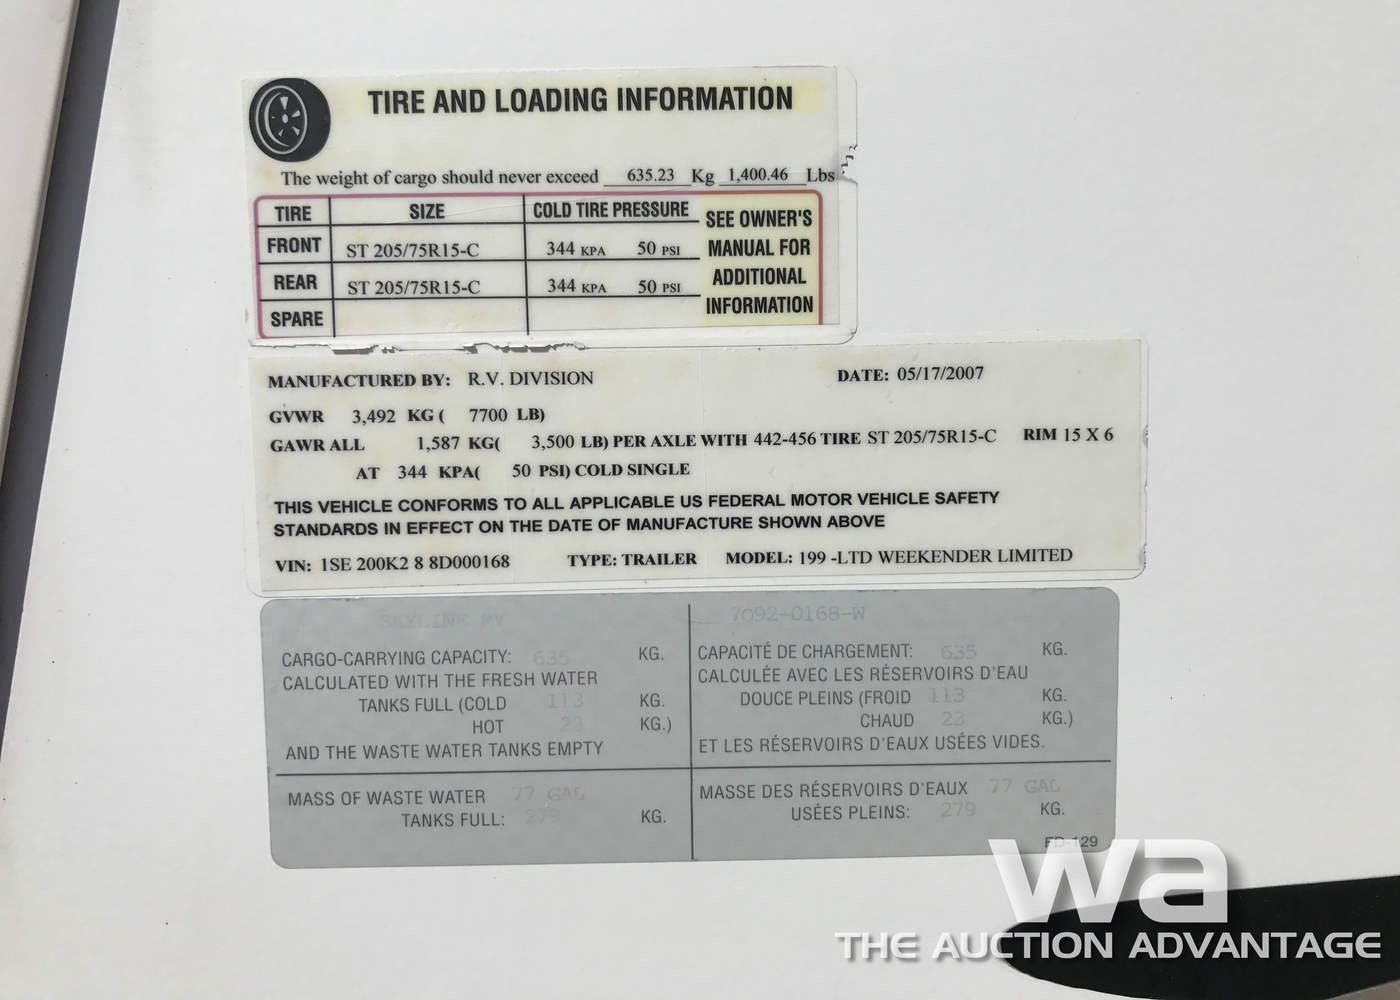 TIRE AND LOADING INFORMATION
The weight of cargo should never exceed 635.23 Kg 1,400.46 Lbs
TIRE SIZE COLD TIRE PRESSURE
FRONT ST 205/75R15-C 344 KPA 50 PSI
REAR ST 205/75R15-C 344 KPA 50 PSI
SPARE
SEE OWNER'S
MANUAL FOR
ADDITIONAL
INFORMATION
MANUFACTURED BY: R.V. DIVISION DATE: 05/17/2007
GVWR 3,492 KG ( 7700 LB)
GAWR ALL 1,587 KG( 3,500 LB) PER AXLE WITH 442-456 TIRE ST 205/75R15-C RIM 15 X 6
AT 344 KPA( 50 PSI) COLD SINGLE
THIS VEHICLE CONFORMS TO ALL APPLICABLE US FEDERAL MOTOR VEHICLE SAFETY
STANDARDS IN EFFECT ON THE DATE OF MANUFACTURE SHOWN ABOVE
VIN: 1SE 200K2 8 8D000168 TYPE: TRAILER MODEL: 199 -LTD WEEKENDER LIMITED
SKYLINE RV
CARGO-CARRYING CAPACITY: 635 KG.
CALCULATED WITH THE FRESH WATER
TANKS FULL (COLD 113 KG.
HOT 23 KG.)
AND THE WASTE WATER TANKS EMPTY
MASS OF WASTE WATER 77 GAL
TANKS FULL: 279 KG.
7092-0168-W
CAPACITÉ DE CHARGEMENT: 635 KG.
CALCULÉE AVEC LES RÉSERVOIRS D'EAU
DOUCE PLEINS (FROID 113 KG.
CHAUD 23 KG.)
ET LES RÉSERVOIRS D'EAUX USÉES VIDES.
MASSE DES RÉSERVOIRS D'EAUX 77 GAL
USÉES PLEINS: 279 KG.
FD-129
wa
THE AUCTION ADVANTAGE